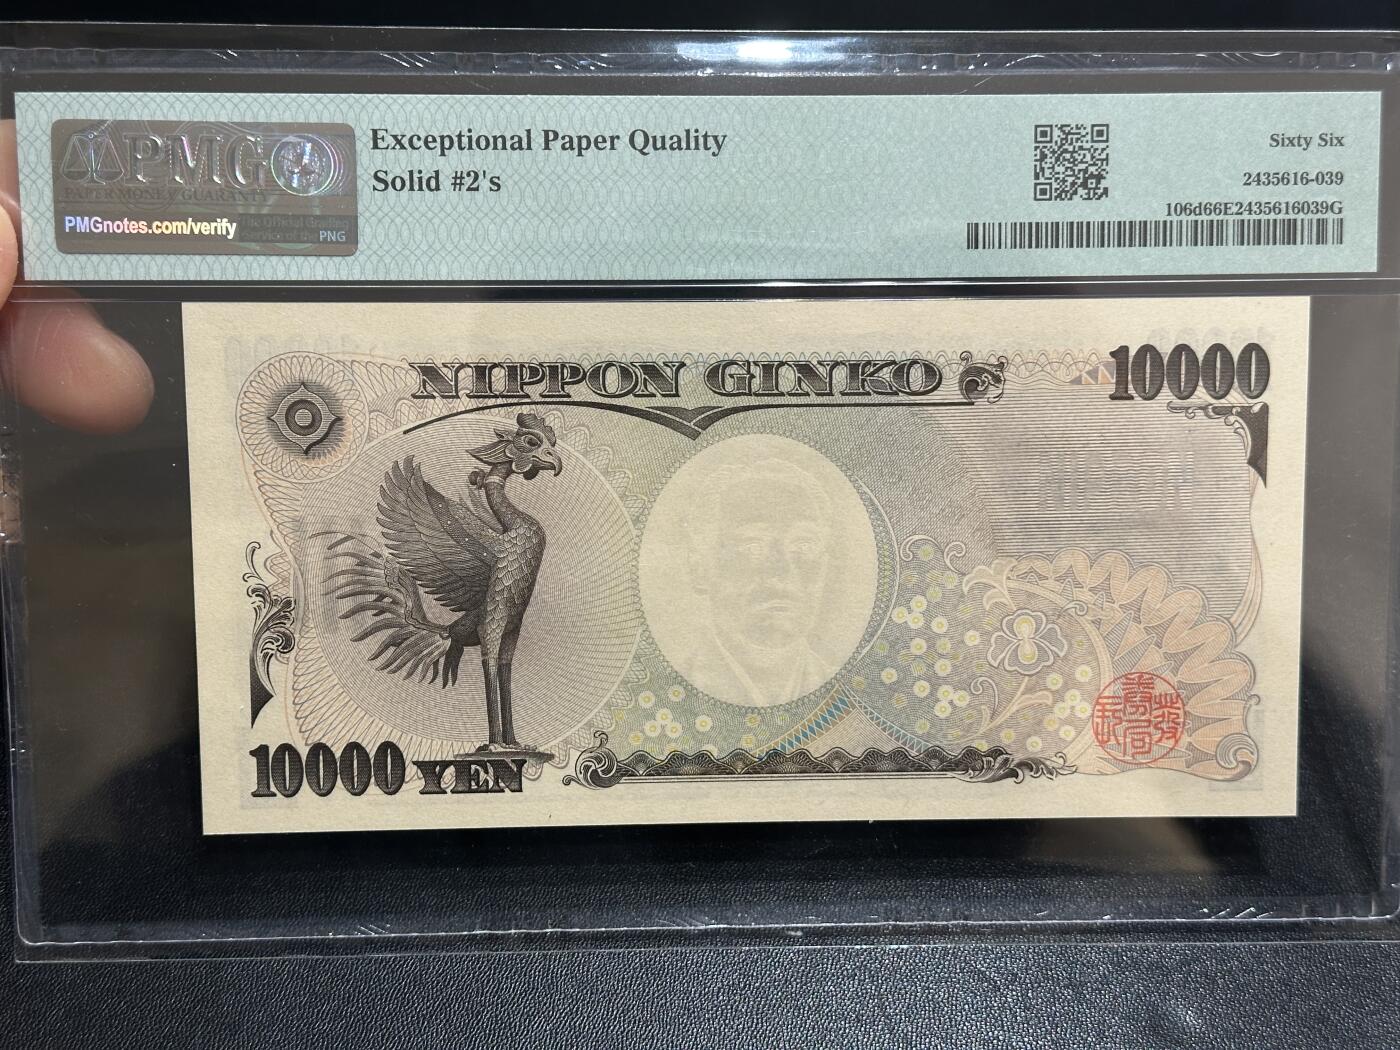 PMG
PAPER MONEY GUARANTY
PMGnotes.com/verify
The Official Grading
Service of the PNG
Exceptional Paper Quality
Solid #2's
Sixty Six
2435616-039
106d66E2435616039G
NIPPON GINKO
10000
10000 YEN